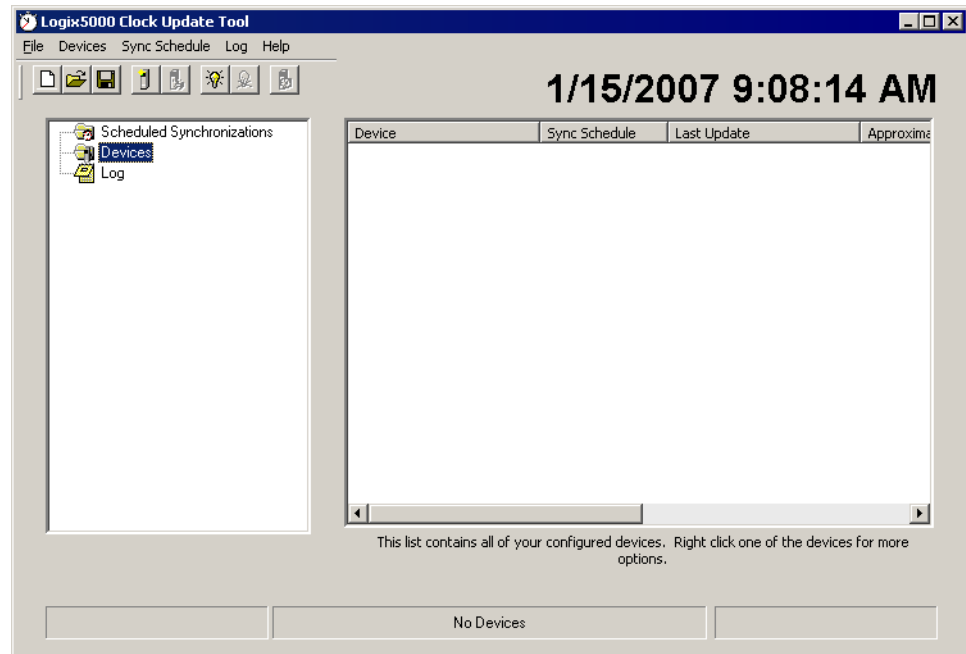 Logix5000 Clock Update Tool
File Devices Sync Schedule Log Help
1/15/2007 9:08:14 AM
Scheduled Synchronizations
Devices
Log
Device Sync Schedule Last Update Approxima
This list contains all of your configured devices. Right click one of the devices for more
options.
No Devices